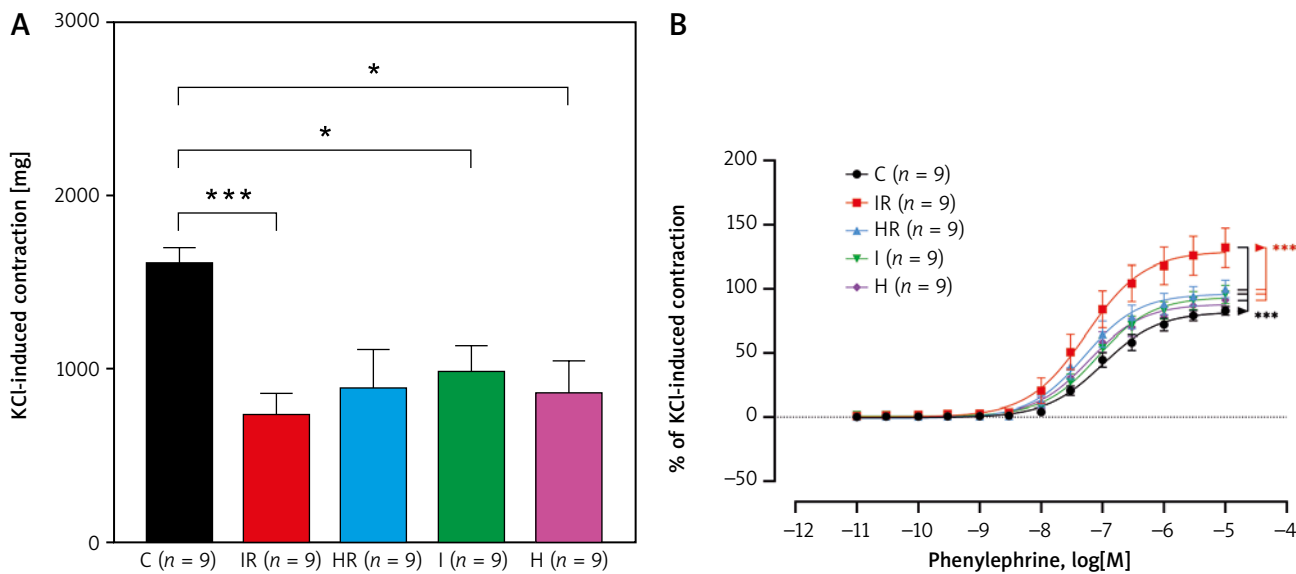 A
KCl-induced contraction [mg]
3000
2000
1000
0
*
*
***
C (n = 9) IR (n = 9) HR (n = 9) I (n = 9) H (n = 9)
B
% of KCl-induced contraction
200
150
100
50
0
−50
C (n = 9)
IR (n = 9)
HR (n = 9)
I (n = 9)
H (n = 9)
***
***
−12 −11 −10 −9 −8 −7 −6 −5 −4
Phenylephrine, log[M]